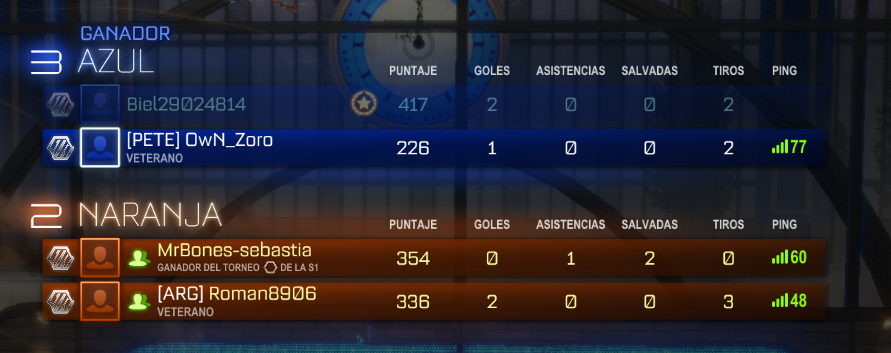 GANADOR
3 AZUL
PUNTAJE GOLES ASISTENCIAS SALVADAS TIROS PING
Biel29024814 417 2 0 0 2
[PETE] OwN_Zoro 226 1 0 0 2 77
VETERANO
2 NARANJA
PUNTAJE GOLES ASISTENCIAS SALVADAS TIROS PING
MrBones-sebastia 354 0 1 2 0 60
GANADOR DEL TORNEO DE LA S1
[ARG] Roman8906 336 2 0 0 3 48
VETERANO